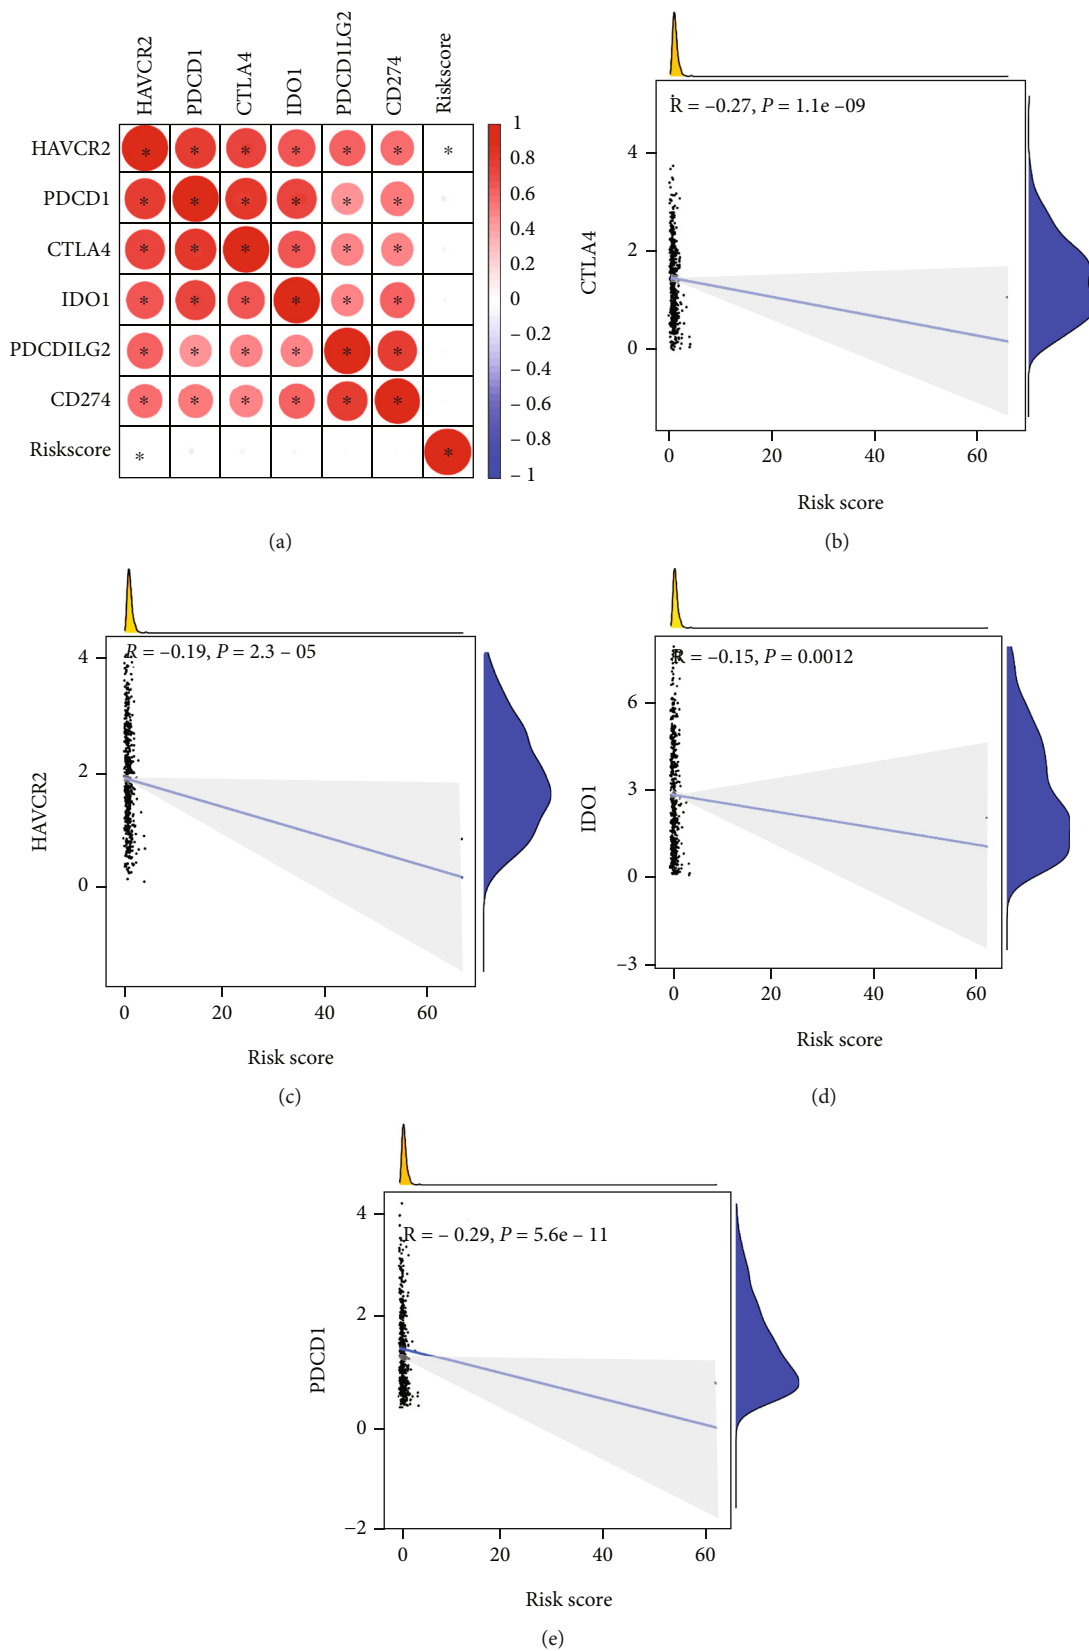 HAVCR2
PDCD1
CTLA4
IDO1
PDCD1LG2
CD274
Riskscore
HAVCR2 * * * * * * *
PDCD1 * * * * * *
CTLA4 * * * * * *
IDO1 * * * * * *
PDCDILG2 * * * * * *
CD274 * * * * * *
Riskscore * *
1
0.8
0.6
0.4
0.2
0
– 0.2
– 0.4
– 0.6
– 0.8
– 1
(a)
R = –0.27, P = 1.1e –09
CTLA4
4
2
0
0 20 40 60
Risk score
(b)
R = –0.19, P = 2.3 – 05
HAVCR2
4
2
0
0 20 40 60
Risk score
(c)
R = –0.15, P = 0.0012
IDO1
6
3
0
–3
0 20 40 60
Risk score
(d)
R = – 0.29, P = 5.6e – 11
PDCD1
4
2
0
–2
0 20 40 60
Risk score
(e)